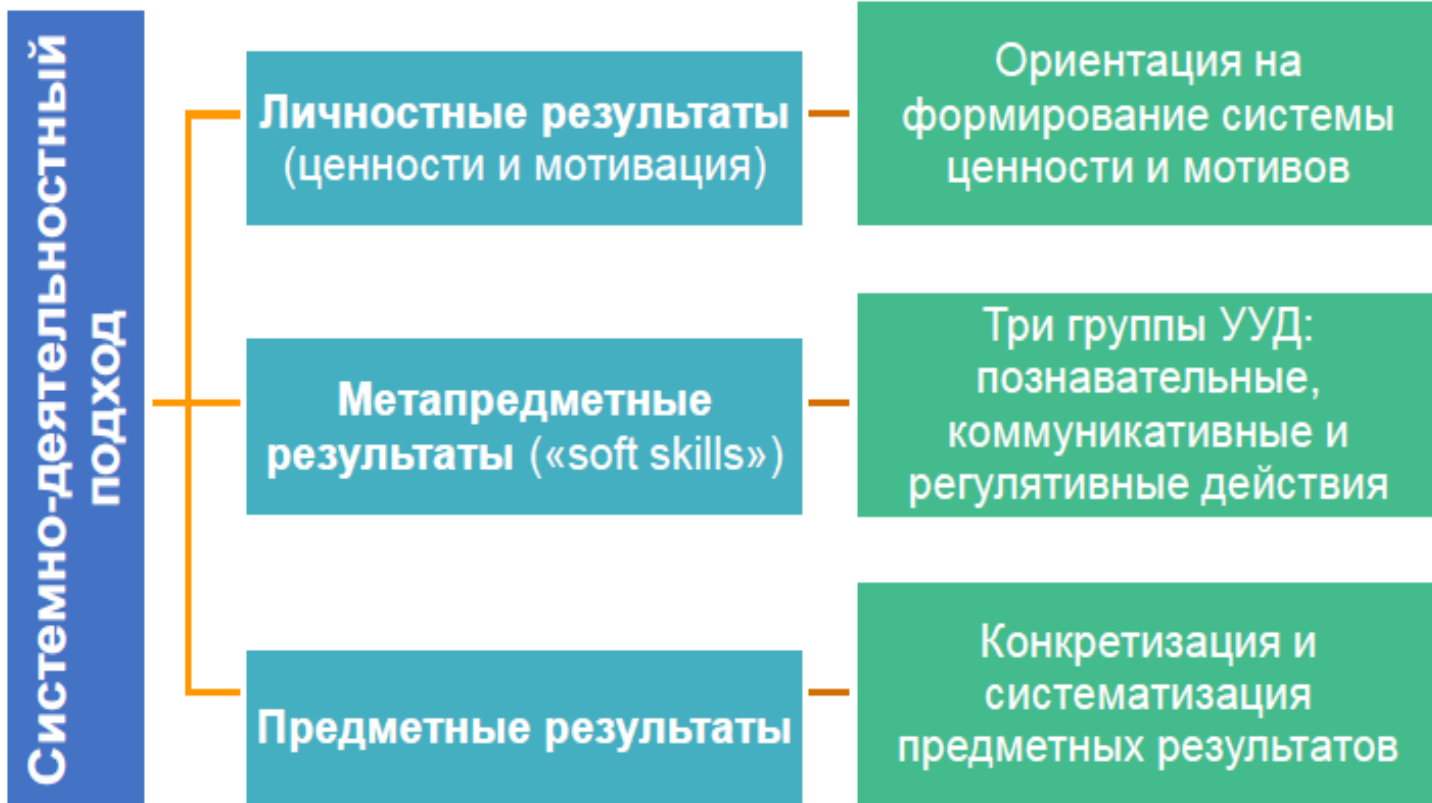 Системно-деятельностный
подход
Личностные результаты
(ценности и мотивация)
Ориентация на
формирование системы
ценности и мотивов
Метапредметные
результаты («soft skills»)
Три группы УУД:
познавательные,
коммуникативные и
регулятивные действия
Предметные результаты
Конкретизация и
систематизация
предметных результатов